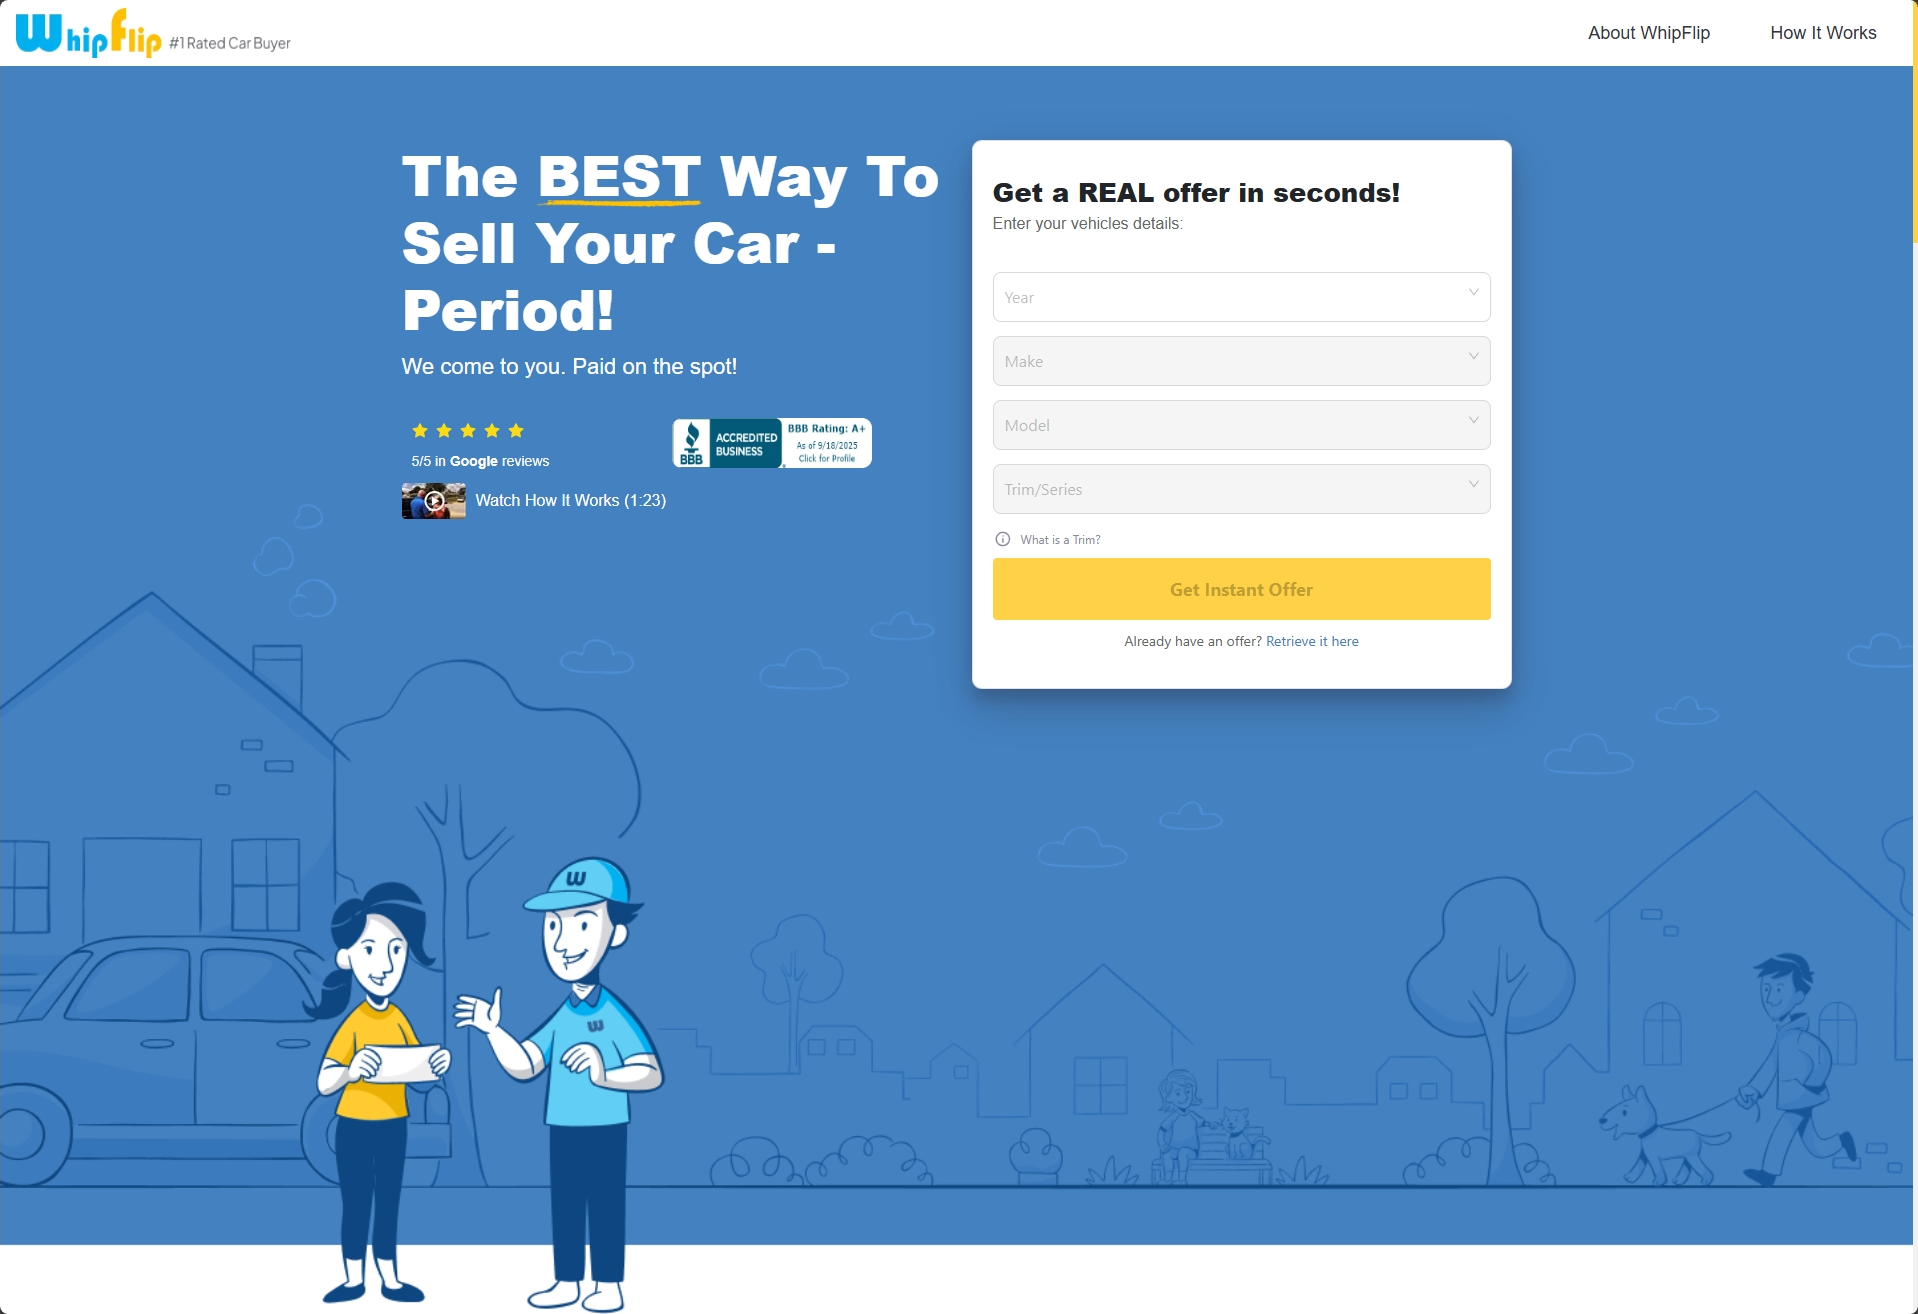 WhipFlip #1 Rated Car Buyer
About WhipFlip
How It Works
The BEST Way To
Sell Your Car -
Period!
We come to you. Paid on the spot!
5/5 in Google reviews
BBB
ACCREDITED
BUSINESS
BBB Rating: A+
As of 9/18/2025
Click for Profile
Watch How It Works (1:23)
Get a REAL offer in seconds!
Enter your vehicles details:
Year
Make
Model
Trim/Series
What is a Trim?
Get Instant Offer
Already have an offer? Retrieve it here
W
W